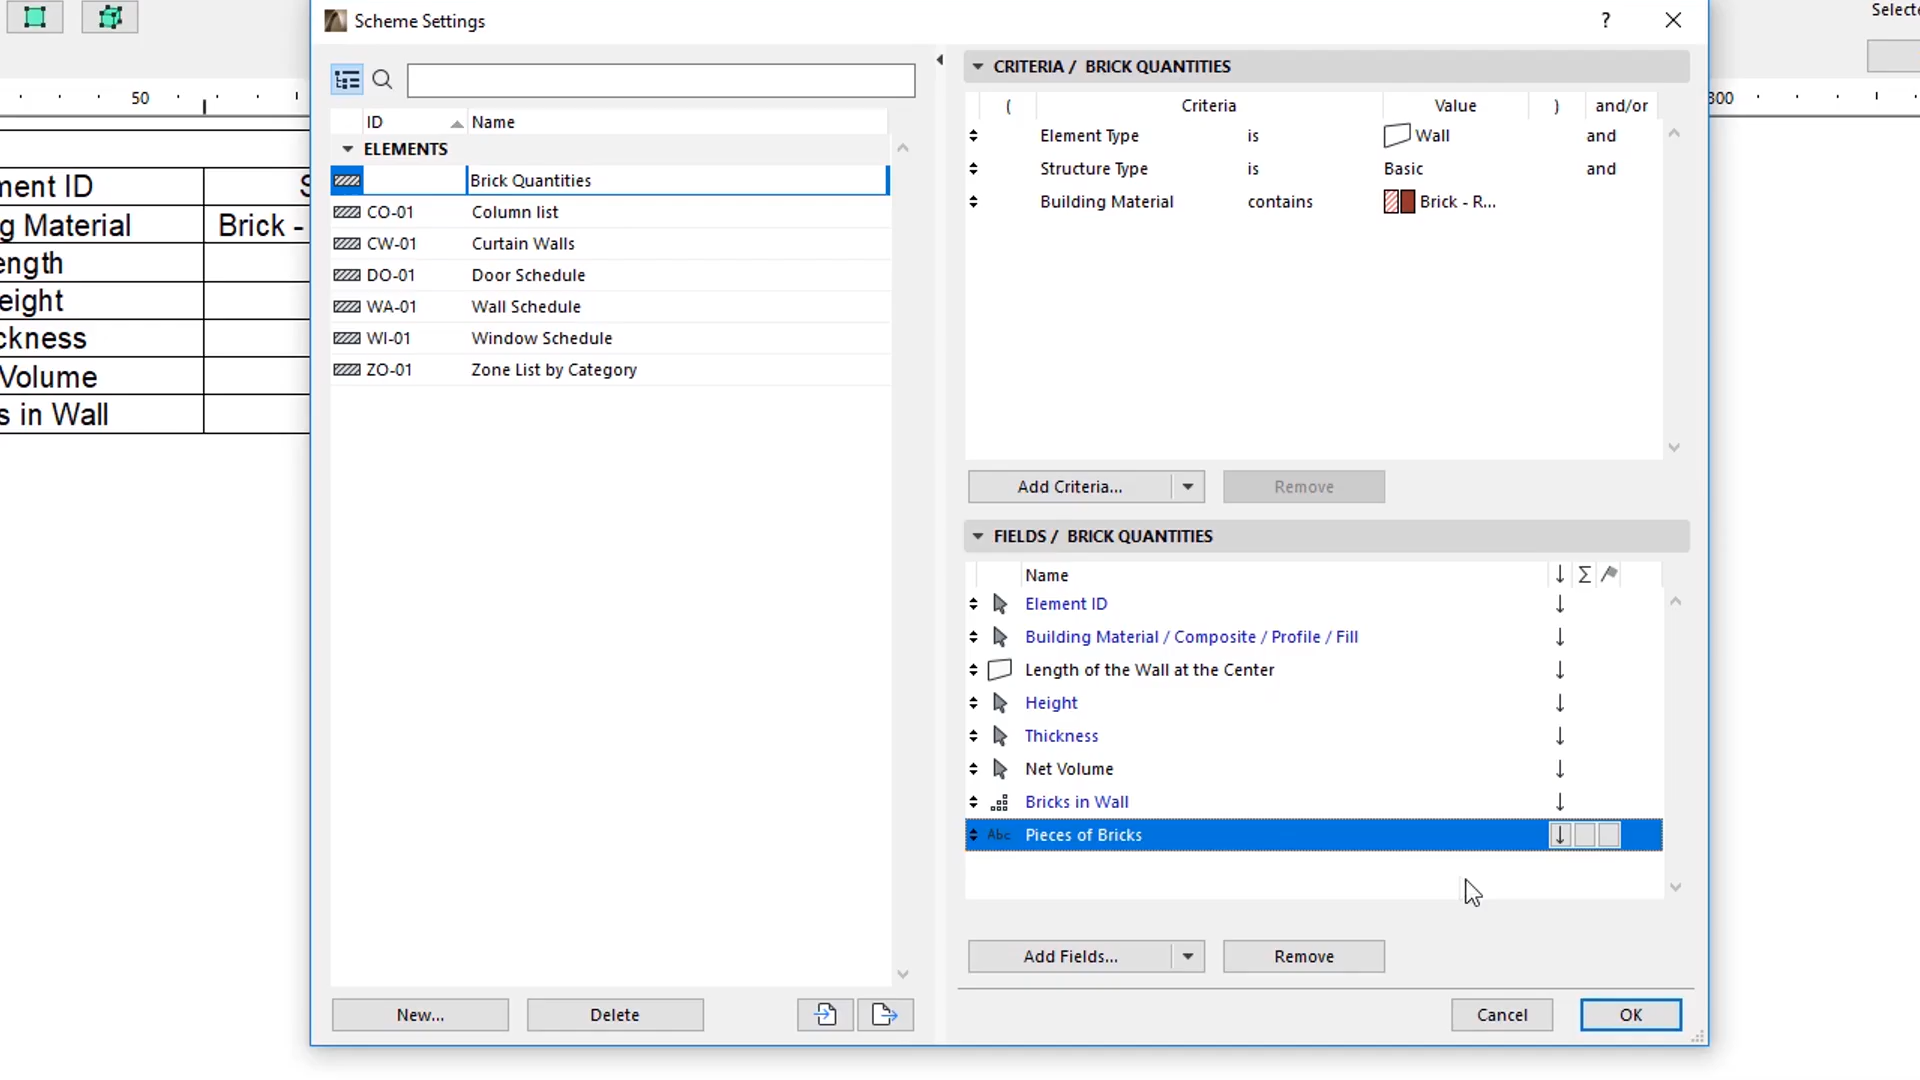 Scheme Settings
?
Selecte
50
300
ID
Name
ELEMENTS
Brick Quantities
CO-01 Column list
CW-01 Curtain Walls
DO-01 Door Schedule
WA-01 Wall Schedule
WI-01 Window Schedule
ZO-01 Zone List by Category
New...
Delete
CRITERIA / BRICK QUANTITIES
( Criteria Value ) and/or
Element Type is Wall and
Structure Type is Basic and
Building Material contains Brick - R...
Add Criteria...
Remove
FIELDS / BRICK QUANTITIES
Name ↓ Σ
Element ID ↓
Building Material / Composite / Profile / Fill ↓
Length of the Wall at the Center ↓
Height ↓
Thickness ↓
Net Volume ↓
Bricks in Wall ↓
Abc Pieces of Bricks ↓
Add Fields...
Remove
Cancel
OK
ment ID S
g Material Brick -
ength
eight
ckness
Volume
s in Wall